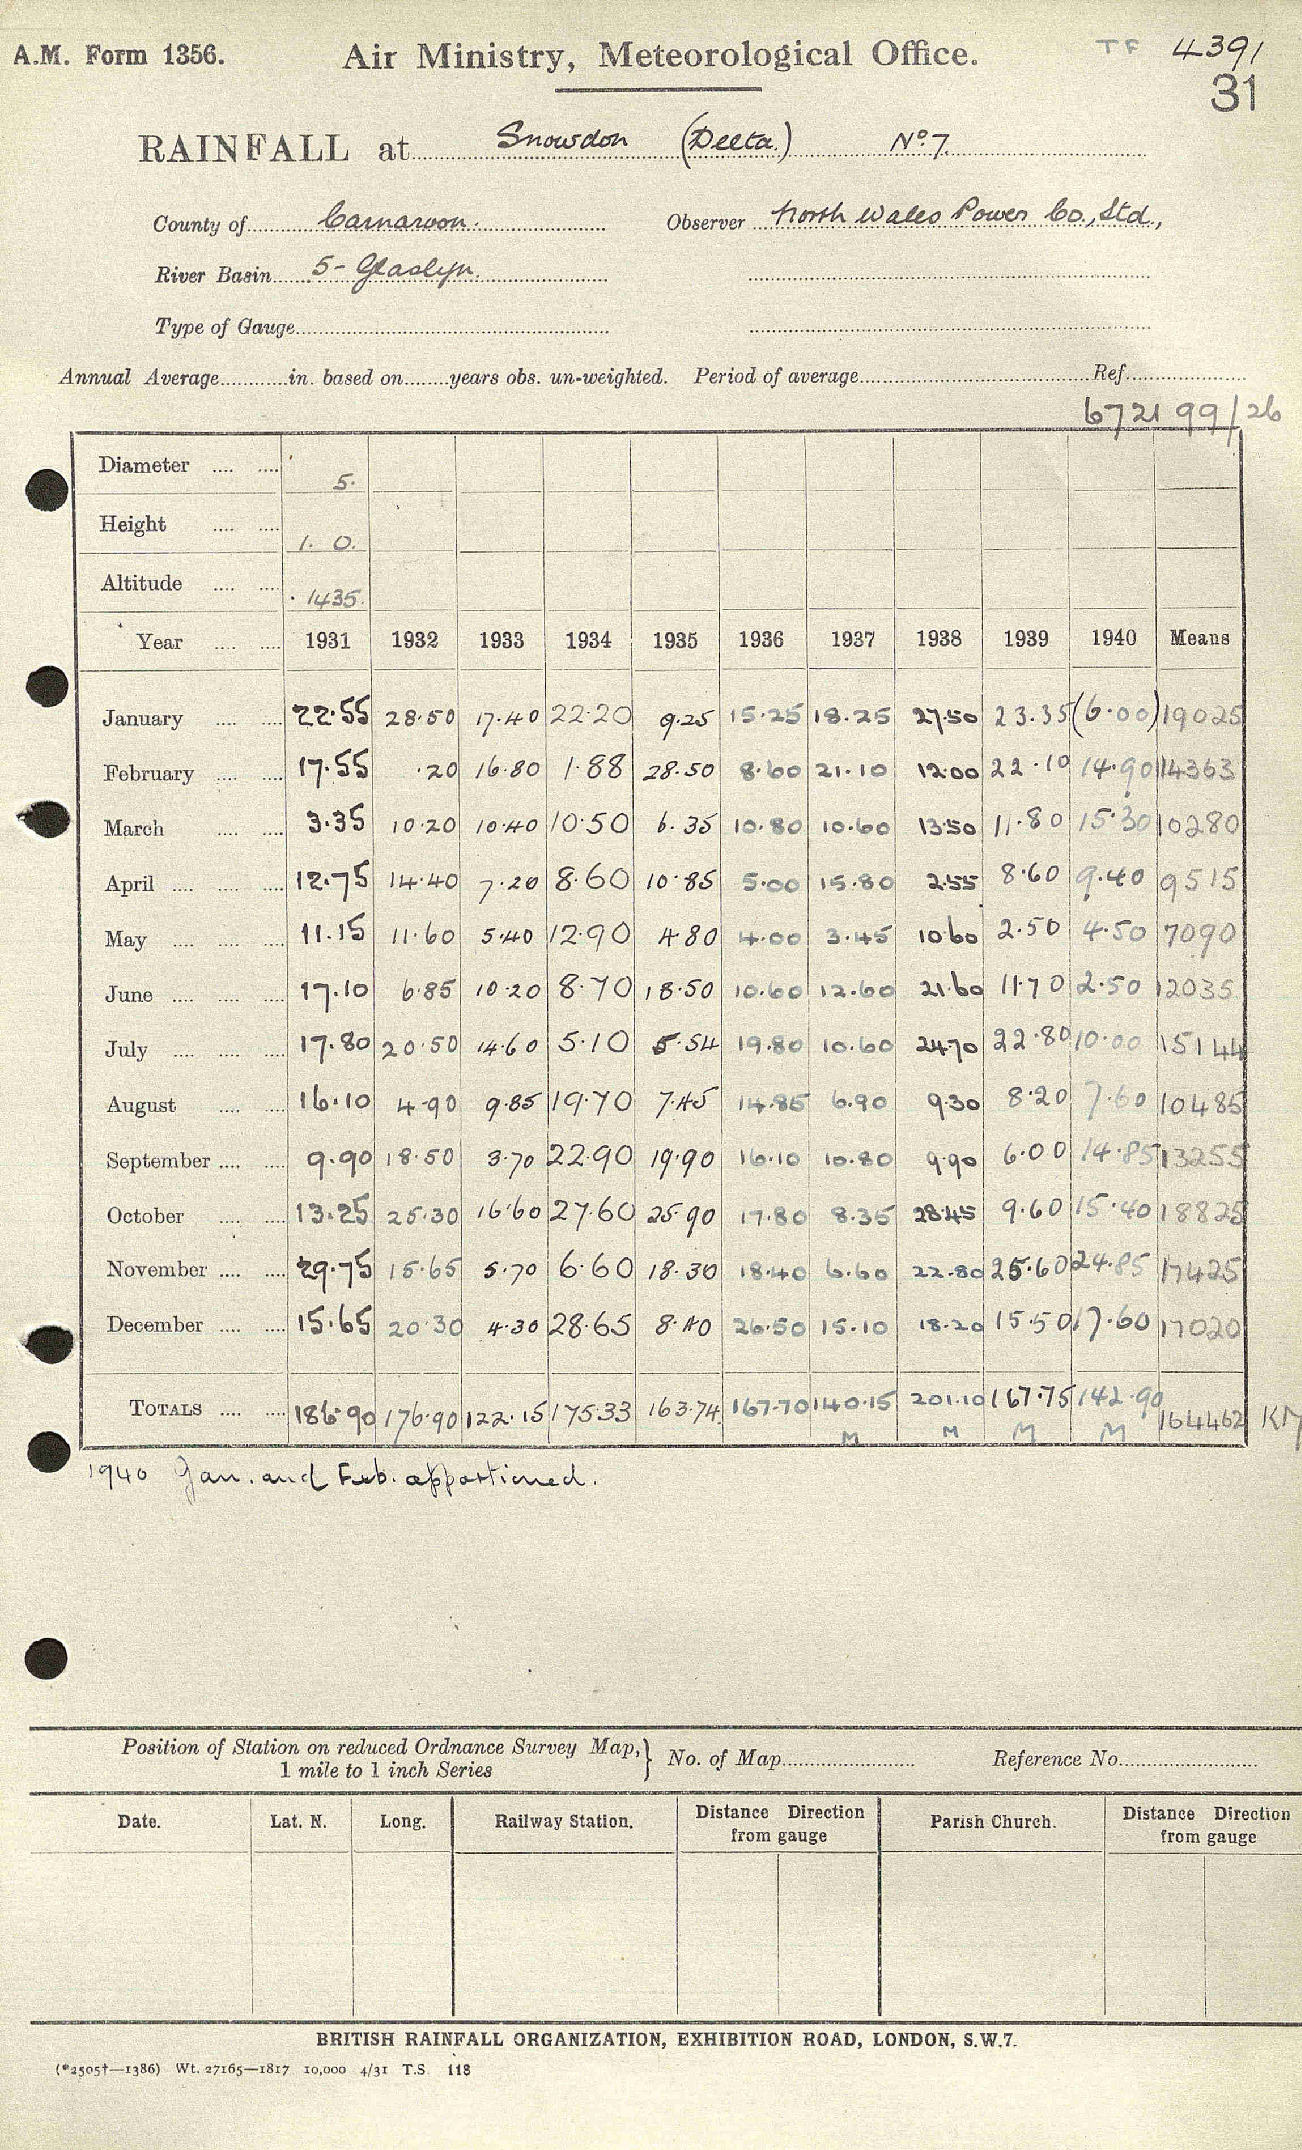 A.M. Form 1356. Air Ministry, Meteorological Office. TF 4391
31
RAINFALL at Snowdon (Delta.) No 7.
County of Carnarvon. Observer North Wales Power Co., Ltd.,
River Basin 5 - Glaslyn.
Type of Gauge
Annual Average in. based on years obs. un-weighted. Period of average Ref.
6721 99/26
Diameter 5.
Height 1. 0.
Altitude 1435.
Year 1931 1932 1933 1934 1935 1936 1937 1938 1939 1940 Means
January 22.55 28.50 17.40 22.20 9.25 15.25 18.25 27.50 23.35 (6.00) 19025
February 17.55 .20 16.80 1.88 28.50 8.60 21.10 12.00 22.10 14.90 14363
March 3.35 10.20 10.40 10.50 6.35 10.80 10.60 13.50 11.80 15.30 10280
April 12.75 14.40 7.20 8.60 10.85 5.00 15.80 2.55 8.60 9.40 9515
May 11.15 11.60 5.40 12.90 4.80 4.00 3.45 10.60 2.50 4.50 7090
June 17.10 6.85 10.20 8.70 18.50 10.60 12.60 21.60 11.70 2.50 12035
July 17.80 20.50 14.60 5.10 5.54 19.80 10.60 24.70 22.80 10.00 15144
August 16.10 4.90 9.85 19.70 7.45 14.85 6.90 9.30 8.20 7.60 10485
September 9.90 18.50 3.70 22.90 19.90 16.10 10.80 9.90 6.00 14.85 13255
October 13.25 25.30 16.60 27.60 25.90 17.80 8.35 28.45 9.60 15.40 18825
November 29.75 15.65 5.70 6.60 18.30 18.40 6.60 22.80 25.60 24.85 17425
December 15.65 20.30 4.30 28.65 8.40 26.50 15.10 18.20 15.50 17.60 17020
TOTALS 186.90 176.90 122.15 175.33 163.74 167.70 140.15 201.10 167.75 142.90 164462 KM
M M M M
1940 Jan. and Feb. apportioned.
Position of Station on reduced Ordnance Survey Map, } No. of Map Reference No.
1 mile to 1 inch Series
Date. Lat. N. Long. Railway Station. Distance Direction from gauge Parish Church. Distance Direction from gauge
BRITISH RAINFALL ORGANIZATION, EXHIBITION ROAD, LONDON, S.W.7.
(*2505†—1386) Wt. 27165—1817 10,000 4/31 T.S. 118